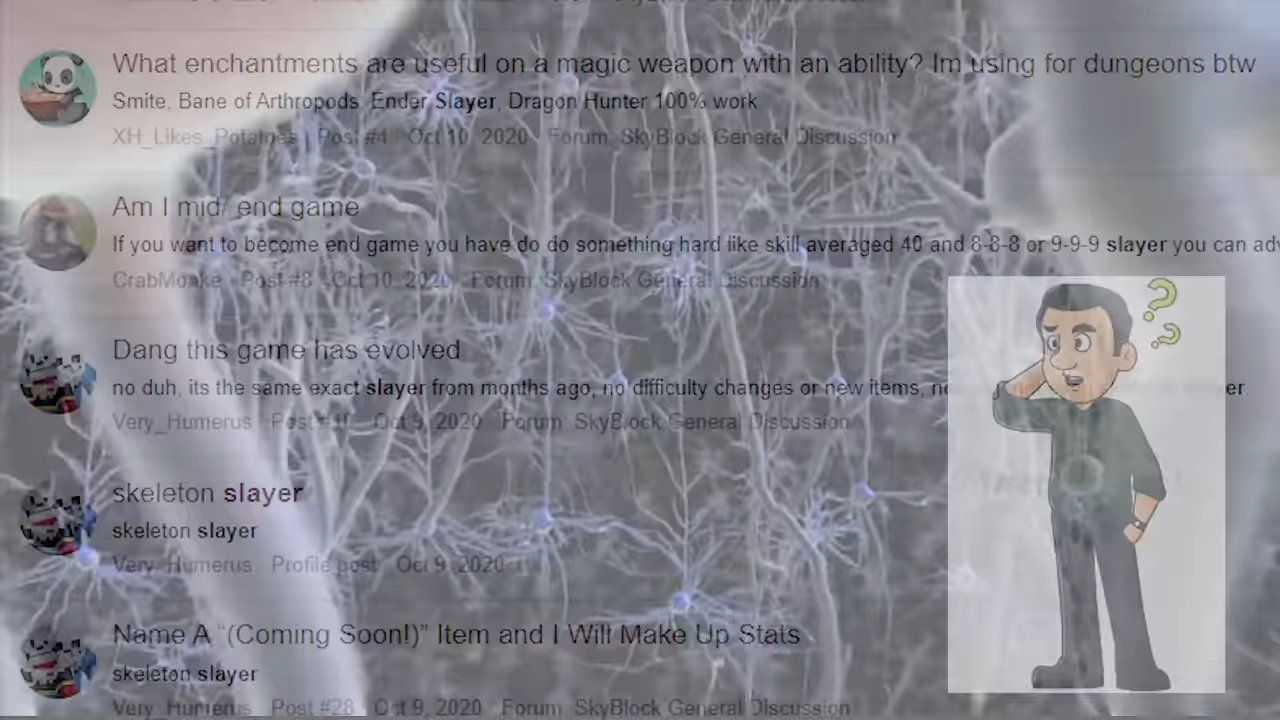 What enchantments are useful on a magic weapon with an ability? Im using for dungeons btw
Smite, Bane of Arthropods, Ender Slayer, Dragon Hunter 100% work
XH_Likes_Potatoes Post #4 Oct 10, 2020 Forum: SkyBlock General Discussion
Am I mid/ end game
If you want to become end game you have do do something hard like skill averaged 40 and 8-8-8 or 9-9-9 slayer you can
CrabMonke Post #8 Oct 10, 2020 Forum: SkyBlock General Discussion
Dang this game has evolved
no duh, its the same exact slayer from months ago, no difficulty changes or new items,
Very_Humerus Oct 9, 2020 Forum: SkyBlock General Discussion
skeleton slayer
skeleton slayer
Very_Humerus Profile post Oct 9, 2020
Name A “(Coming Soon!)” Item and I Will Make Up Stats
skeleton slayer
Very_Humerus Post #28 Oct 9, 2020 Forum: SkyBlock General Discussion